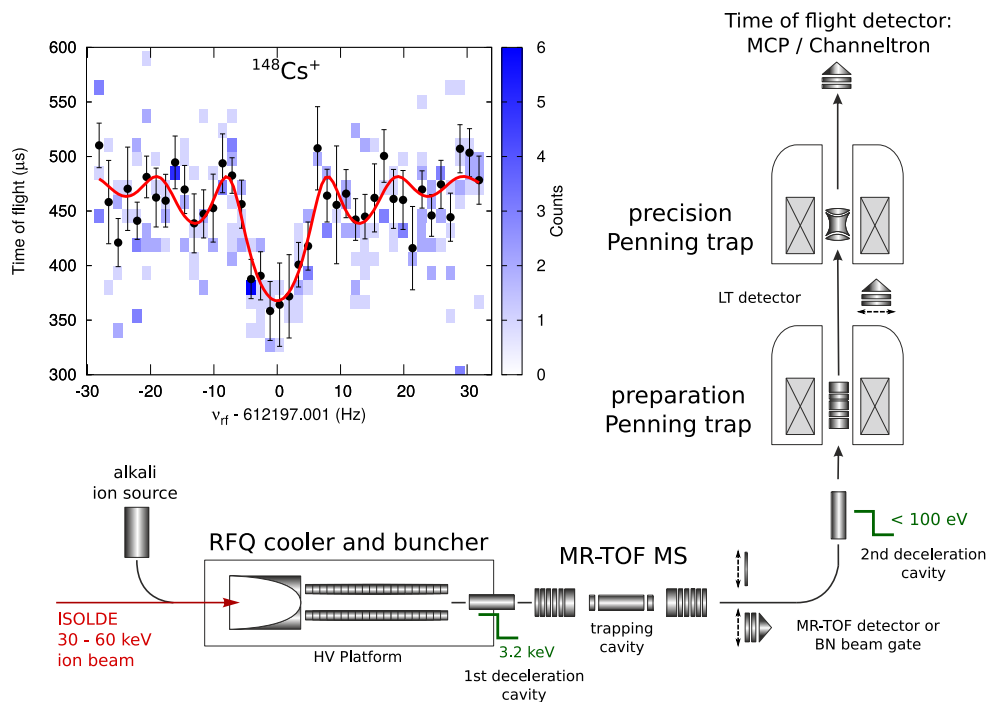 Time of flight detector:
MCP / Channeltron
148Cs+
600
550
500
450
400
350
300
Time of flight (μs)
-30
-20
-10
0
10
20
30
νrf - 612197.001 (Hz)
6
5
4
3
2
1
0
Counts
precision
Penning trap
LT detector
preparation
Penning trap
alkali
ion source
RFQ cooler and buncher
MR-TOF MS
< 100 eV
2nd deceleration
cavity
ISOLDE
30 - 60 keV
ion beam
HV Platform
3.2 keV
1st deceleration
cavity
trapping
cavity
MR-TOF detector or
BN beam gate